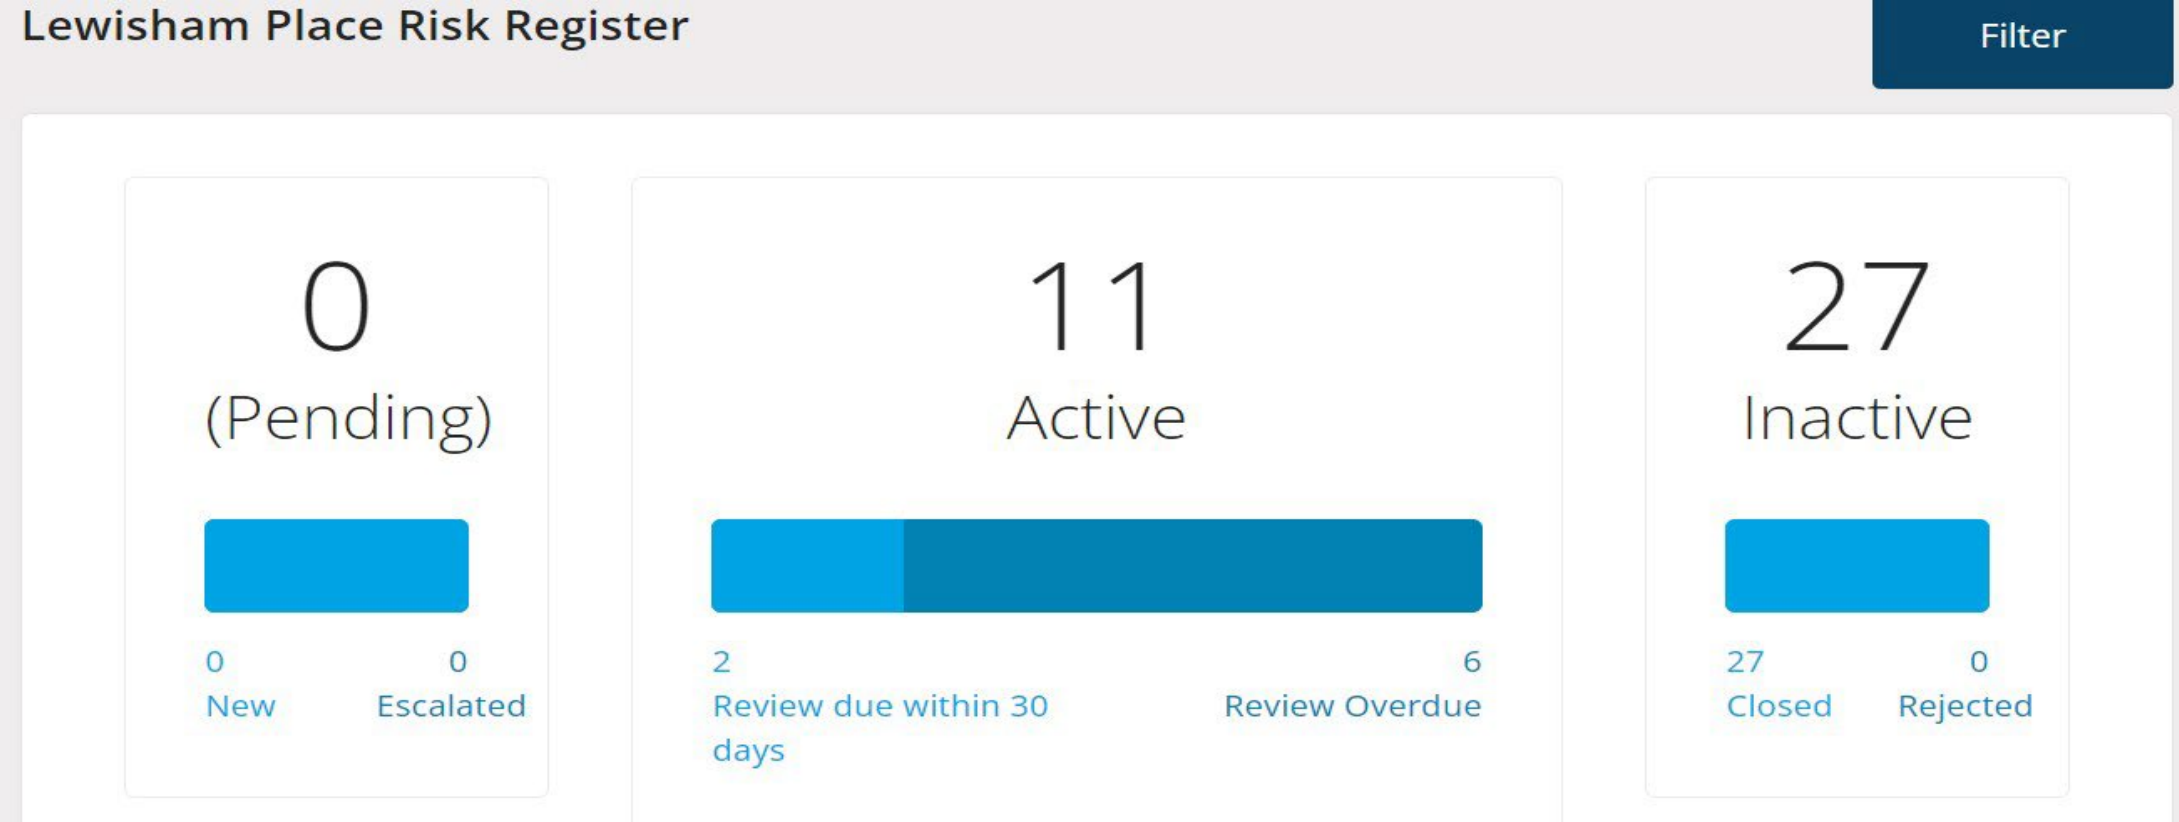 Lewisham Place Risk Register
Filter
0
(Pending)
0
New
0
Escalated
11
Active
2
Review due within 30
days
6
Review Overdue
27
Inactive
27
Closed
0
Rejected